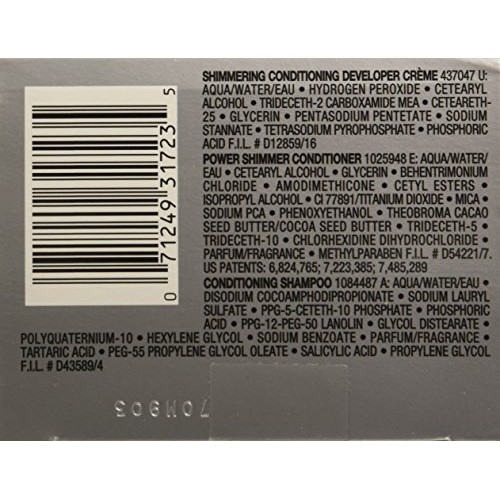 SHIMMERING CONDITIONING DEVELOPER CRÈME 437047 U:
AQUA/WATER/EAU • HYDROGEN PEROXIDE • CETEARYL
ALCOHOL • TRIDECETH-2 CARBOXAMIDE MEA • CETEARETH-
25 • GLYCERIN • PENTASODIUM PENTETATE • SODIUM
STANNATE • TETRASODIUM PYROPHOSPHATE • PHOSPHORIC
ACID F.I.L. # D12859/16
POWER SHIMMER CONDITIONER 1025948 E: AQUA/WATER/
EAU • CETEARYL ALCOHOL • GLYCERIN • BEHENTRIMONIUM
CHLORIDE • AMODIMETHICONE • CETYL ESTERS •
ISOPROPYL ALCOHOL • CI 77891/TITANIUM DIOXIDE • MICA •
SODIUM PCA • PHENOXYETHANOL • THEOBROMA CACAO
SEED BUTTER/COCOA SEED BUTTER • TRIDECETH-5 •
TRIDECETH-10 • CHLORHEXIDINE DIHYDROCHLORIDE •
PARFUM/FRAGRANCE • METHYLPARABEN F.I.L. # D54221/7.
US PATENTS: 6,824,765; 7,223,385; 7,485,289
CONDITIONING SHAMPOO 1084487 A: AQUA/WATER/EAU •
DISODIUM COCOAMPHODIPROPIONATE • SODIUM LAURYL
SULFATE • PPG-5-CETETH-10 PHOSPHATE • PHOSPHORIC
ACID • PPG-12-PEG-50 LANOLIN • GLYCOL DISTEARATE •
POLYQUATERNIUM-10 • HEXYLENE GLYCOL • SODIUM BENZOATE • PARFUM/FRAGRANCE •
TARTARIC ACID • PEG-55 PROPYLENE GLYCOL OLEATE • SALICYLIC ACID • PROPYLENE GLYCOL
F.I.L. # D43589/4
0 71249 31723 5
70M903